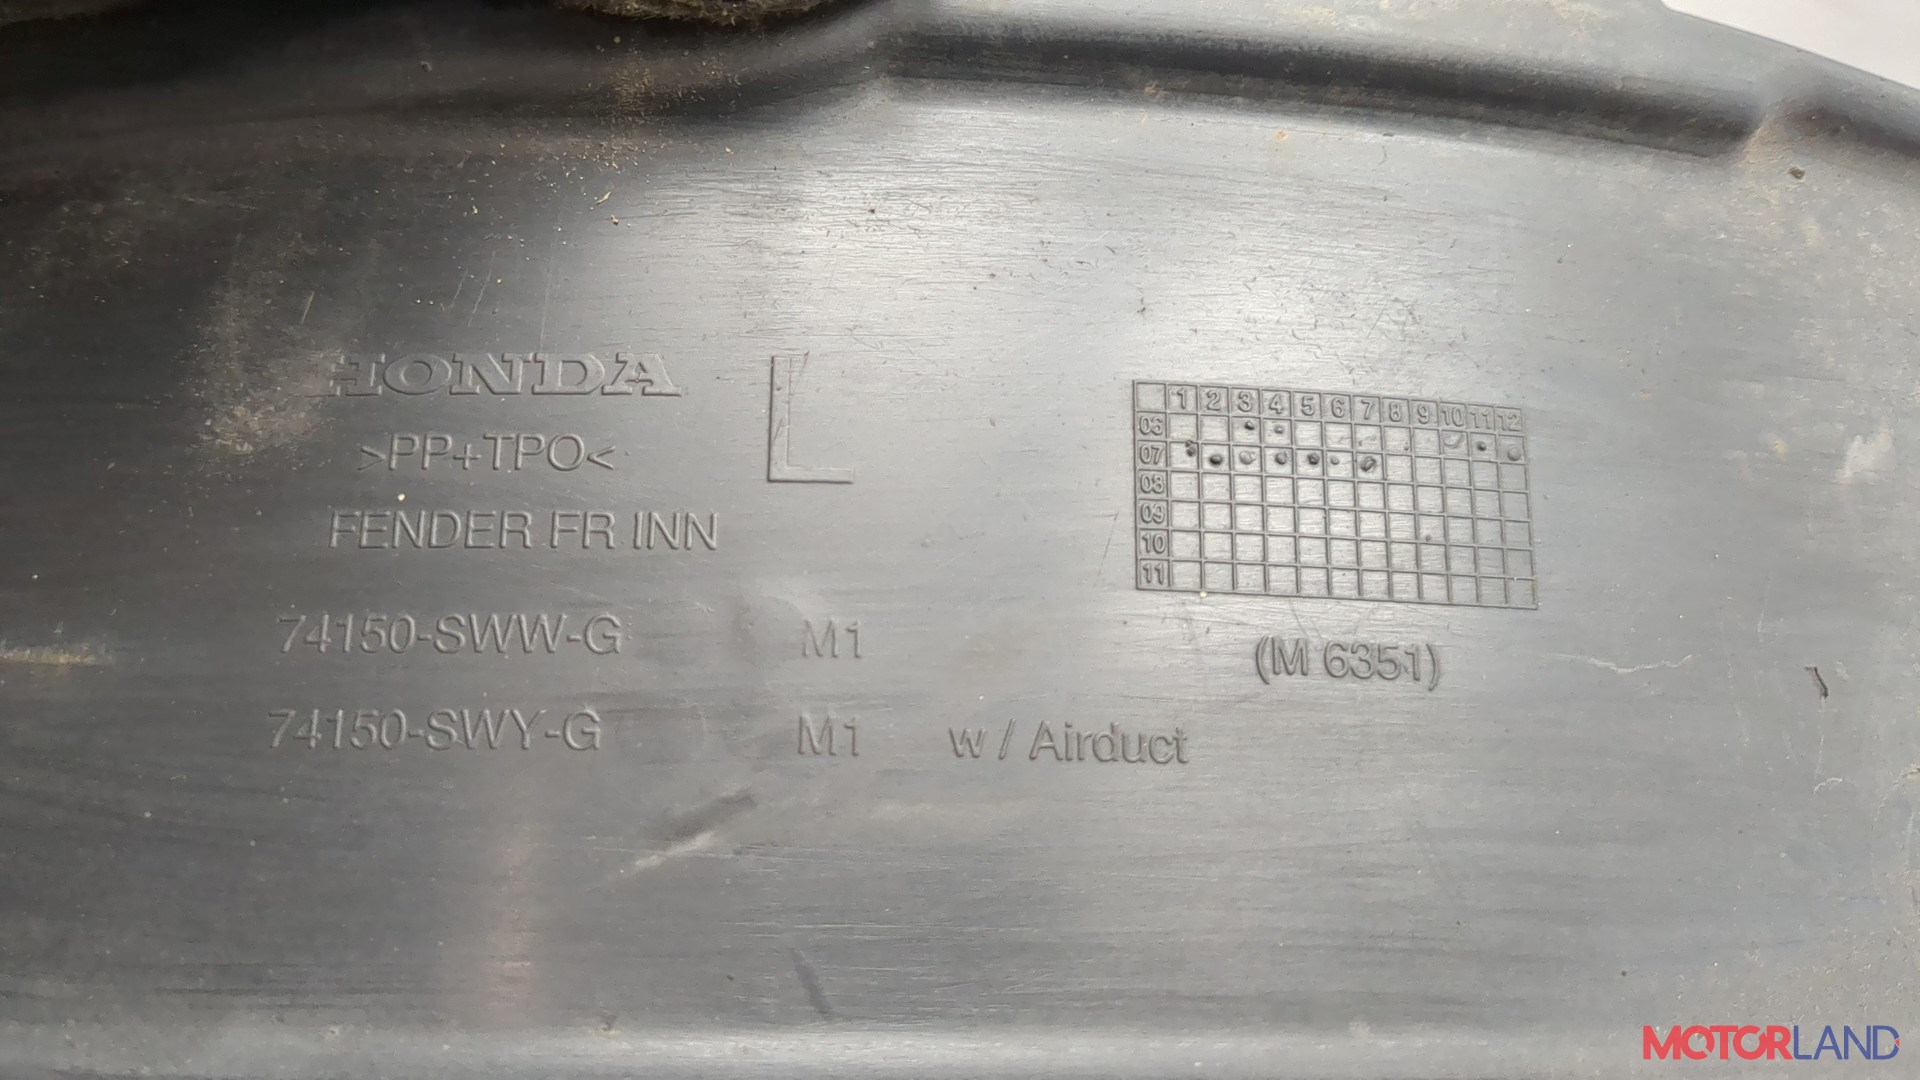 HONDA
L
>PP+TPO<
FENDER FR INN
74150-SWW-G M1
74150-SWY-G M1 w / Airduct
1 2 3 4 5 6 7 8 9 10 11 12
06
07
08
09
10
11
(M 6351)
MOTORLAND